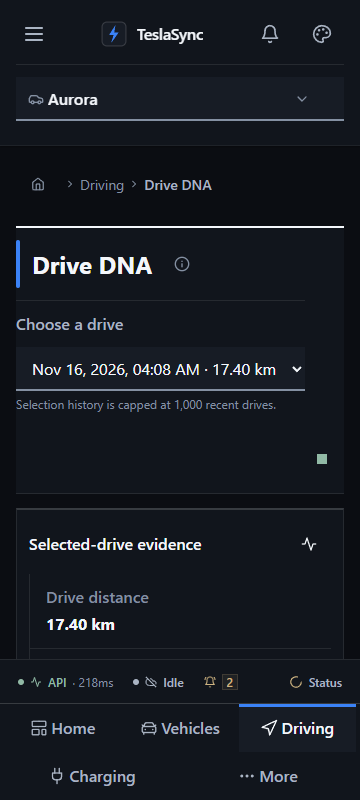 TeslaSync
Aurora
Driving
Drive DNA
Drive DNA
Choose a drive
Nov 16, 2026, 04:08 AM · 17.40 km
Selection history is capped at 1,000 recent drives.
Selected-drive evidence
Drive distance
17.40 km
API · 218ms
Idle
2
Status
Home
Vehicles
Driving
Charging
More